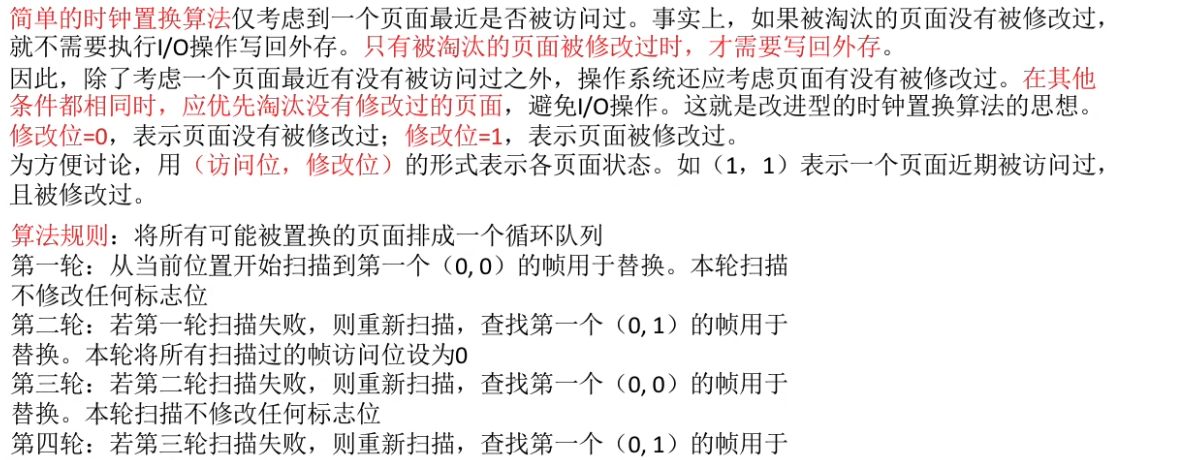 简单的时钟置换算法仅考虑到一个页面最近是否被访问过。事实上，如果被淘汰的页面没有被修改过，
就不需要执行I/O操作写回外存。只有被淘汰的页面被修改过时，才需要写回外存。
因此，除了考虑一个页面最近有没有被访问过之外，操作系统还应考虑页面有没有被修改过。在其他
条件都相同时，应优先淘汰没有修改过的页面，避免I/O操作。这就是改进型的时钟置换算法的思想。
修改位=0，表示页面没有被修改过；修改位=1，表示页面被修改过。
为方便讨论，用（访问位，修改位）的形式表示各页面状态。如（1，1）表示一个页面近期被访问过，
且被修改过。
算法规则：将所有可能被置换的页面排成一个循环队列
第一轮：从当前位置开始扫描到第一个（0, 0）的帧用于替换。本轮扫描
不修改任何标志位
第二轮：若第一轮扫描失败，则重新扫描，查找第一个（0, 1）的帧用于
替换。本轮将所有扫描过的帧访问位设为0
第三轮：若第二轮扫描失败，则重新扫描，查找第一个（0, 0）的帧用于
替换。本轮扫描不修改任何标志位
第四轮：若第三轮扫描失败，则重新扫描，查找第一个（0, 1）的帧用于